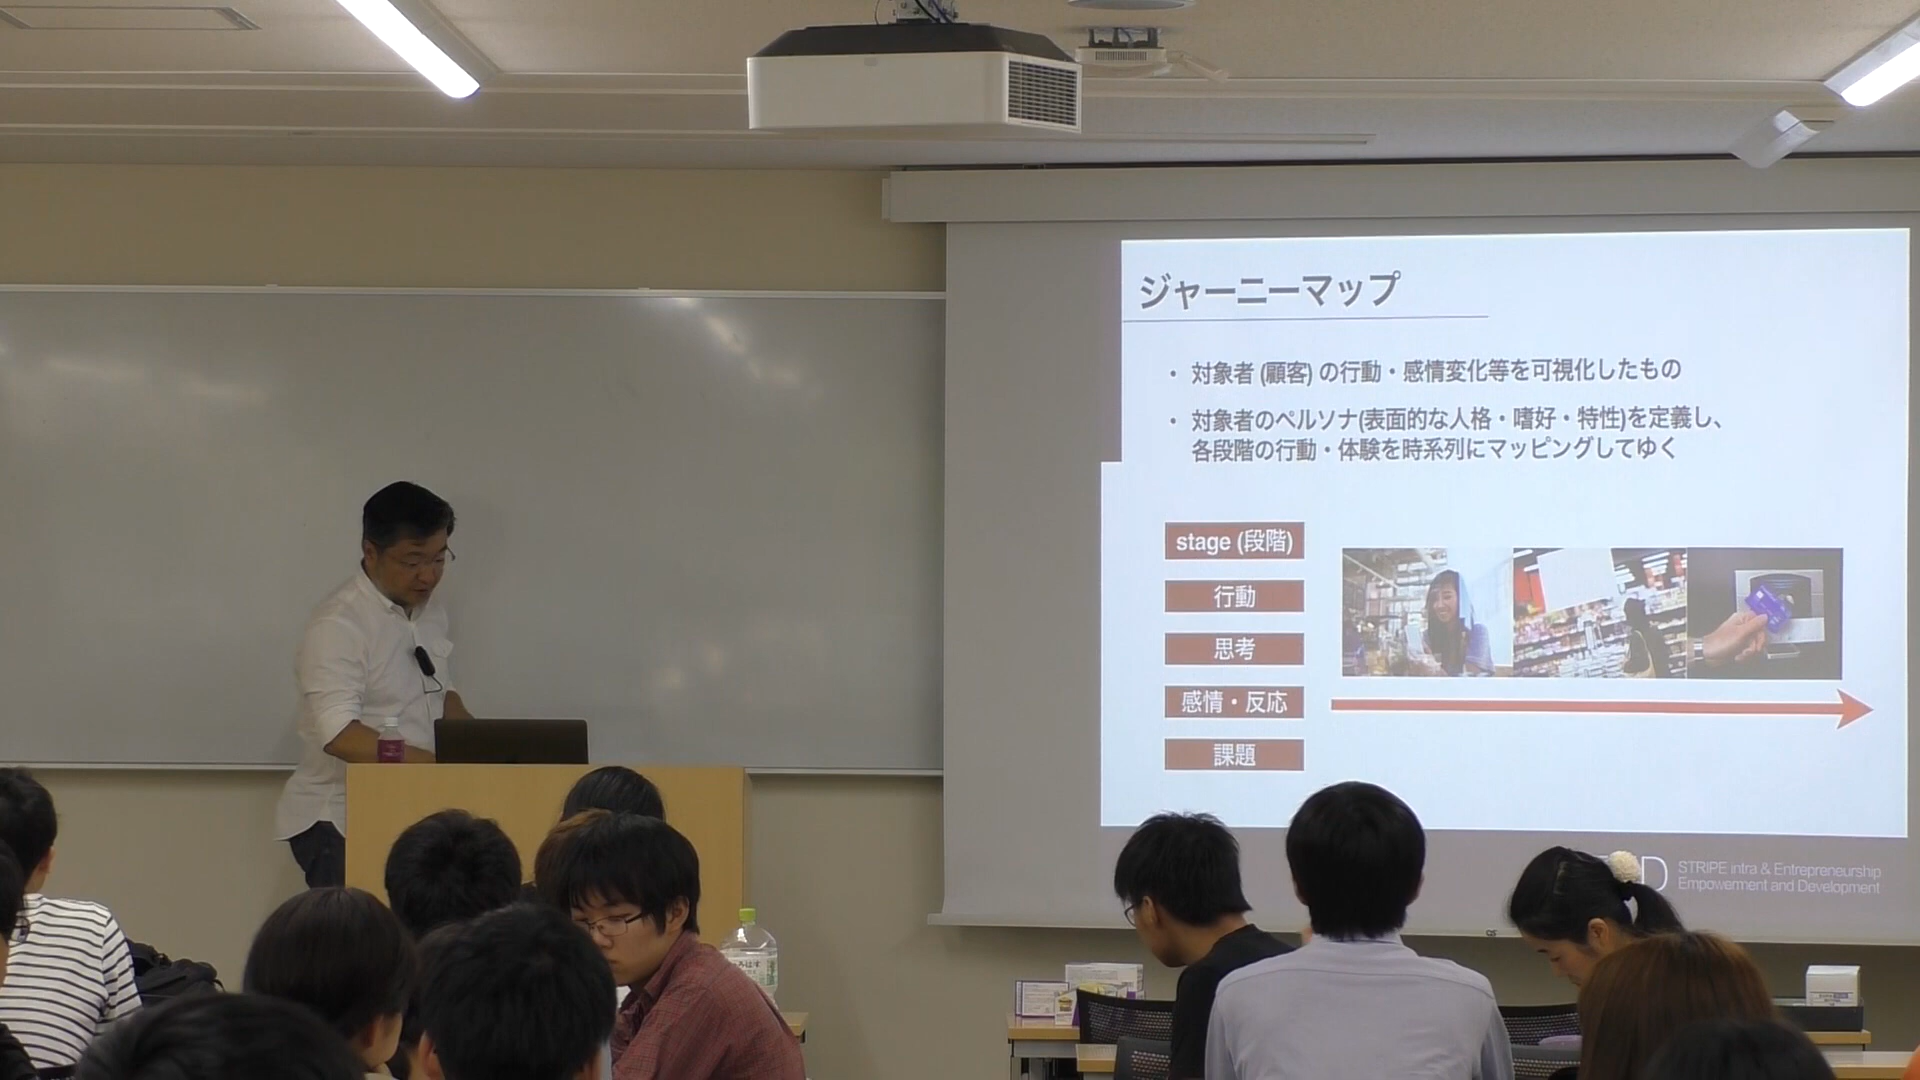 ジャーニーマップ
・ 対象者 (顧客) の行動・感情変化等を可視化したもの
・ 対象者のペルソナ(表面的な人格・嗜好・特性)を定義し、
各段階の行動・体験を時系列にマッピングしてゆく
stage (段階)
行動
思考
感情・反応
課題
D
STRIPE intra & Entrepreneurship
Empowerment and Development